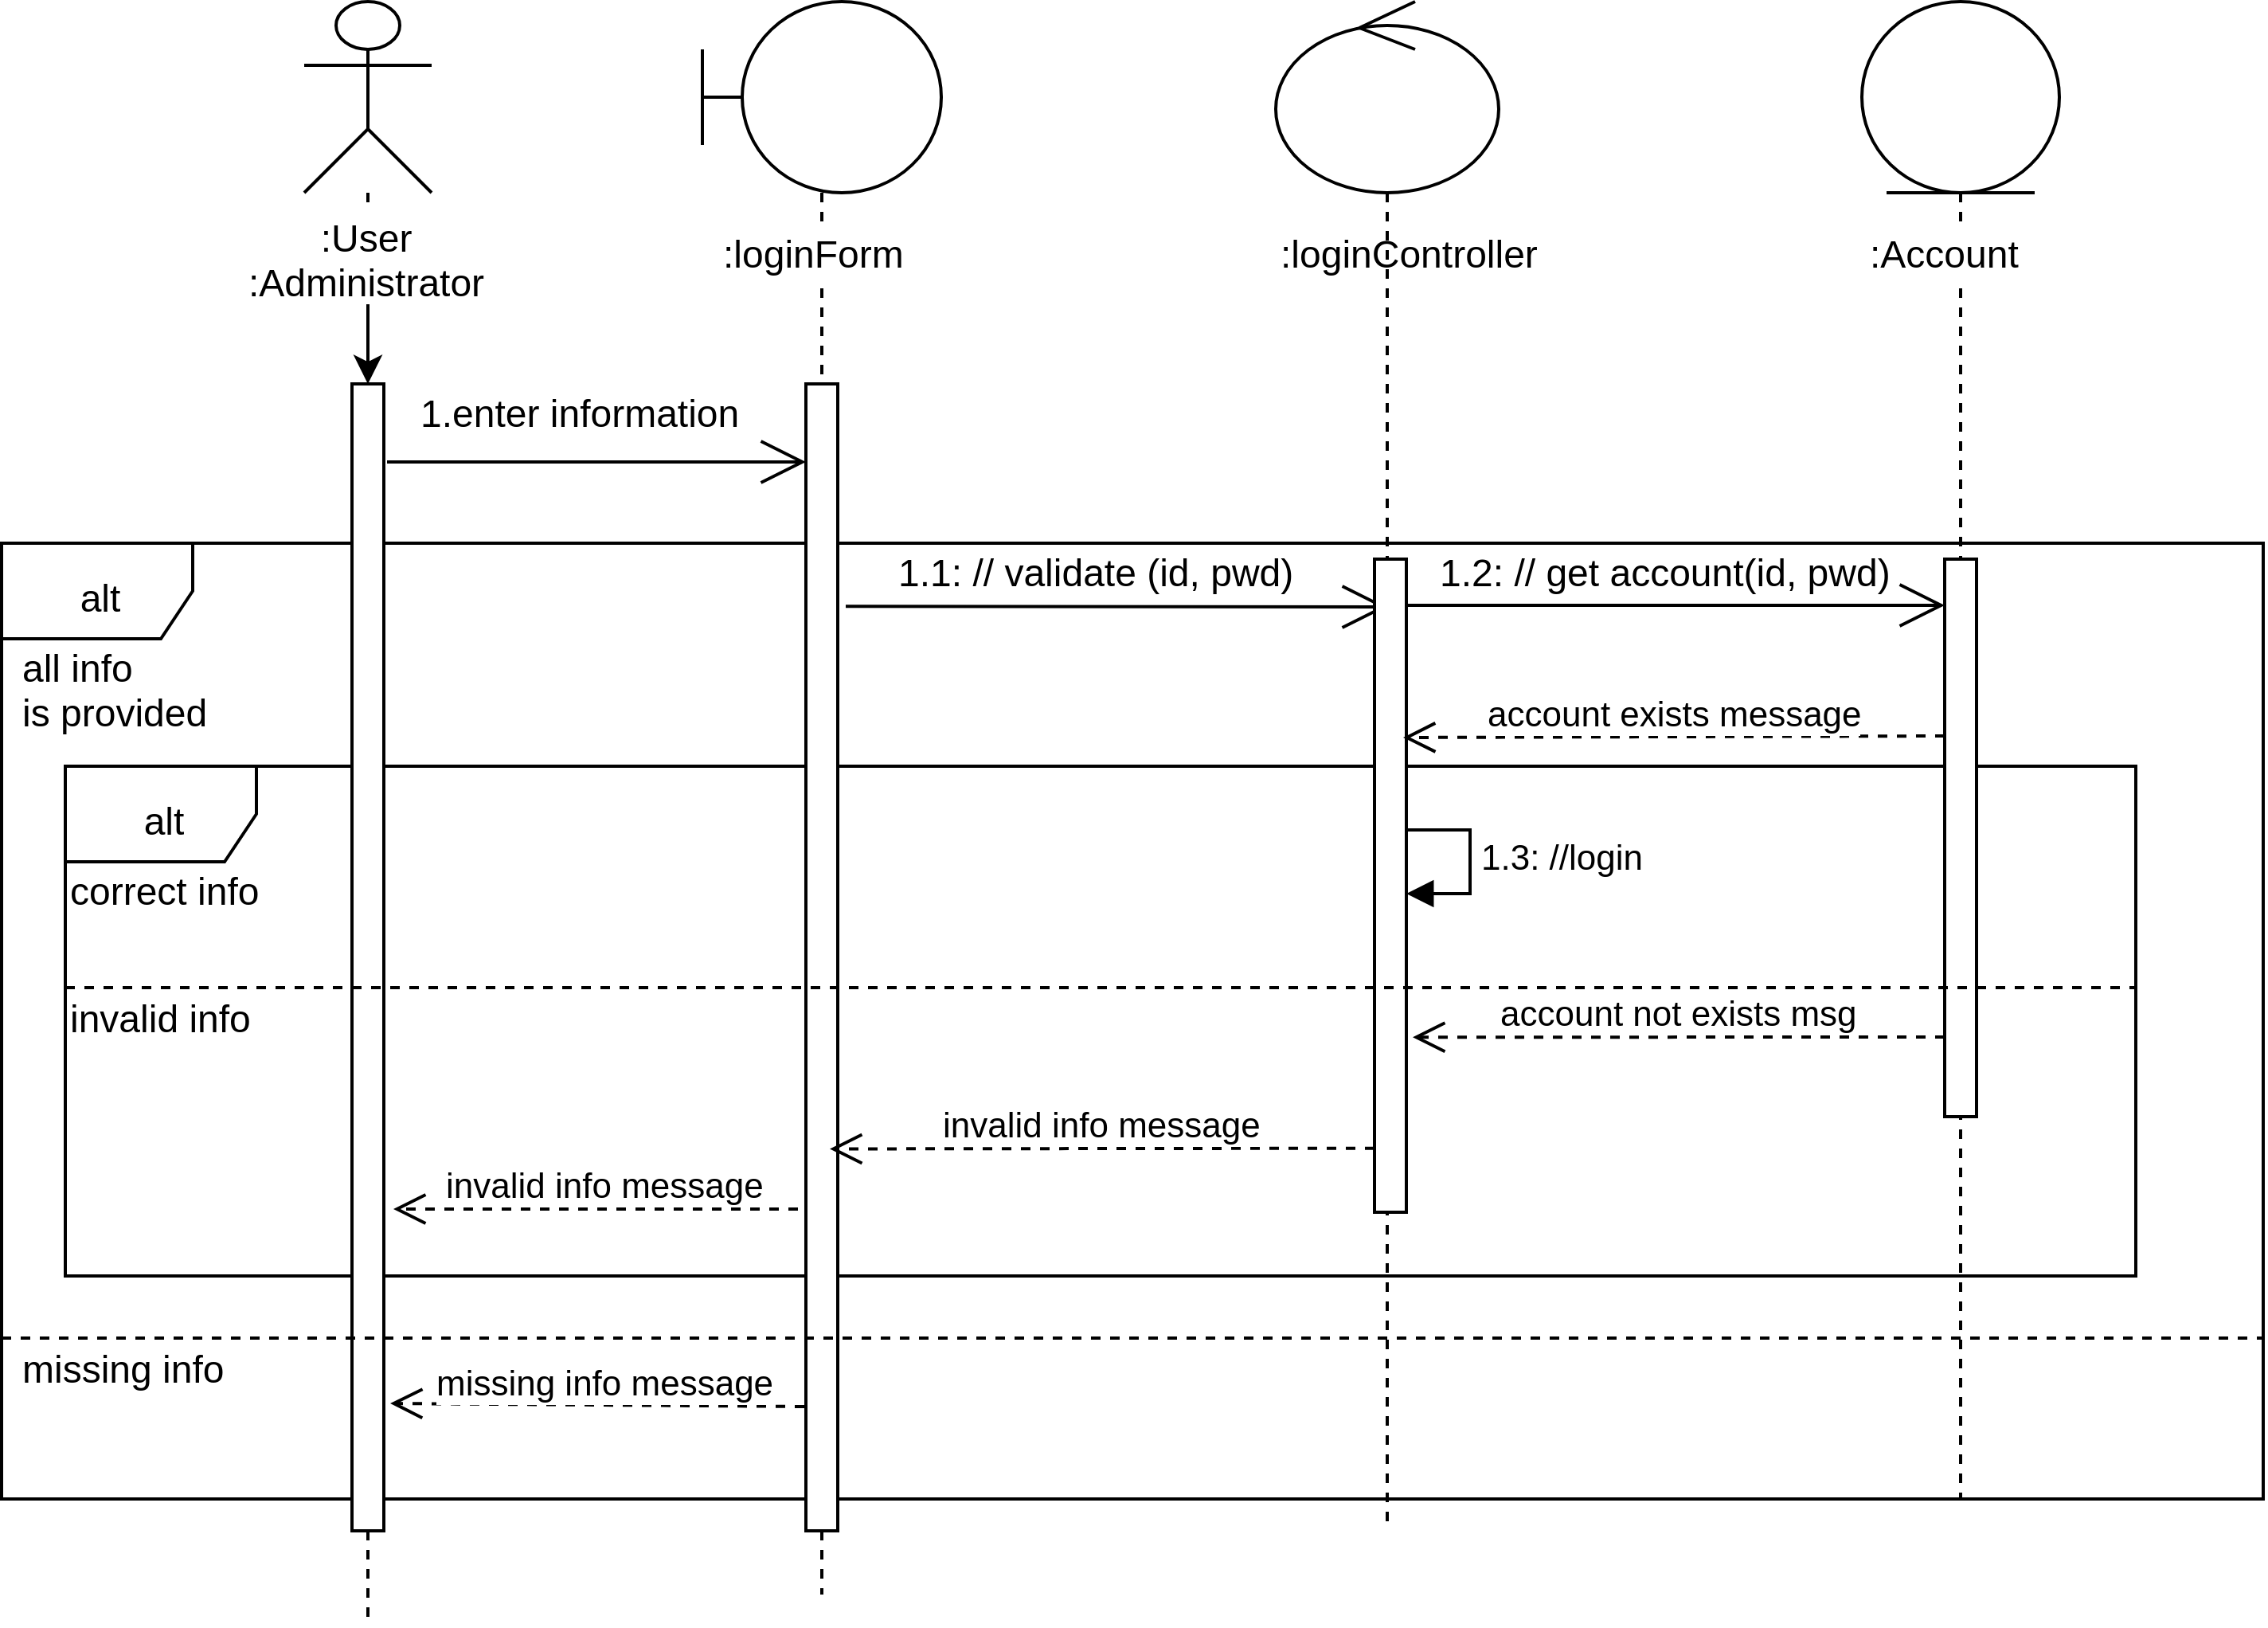 :User
:Administrator
:loginForm
:loginController
:Account
1.enter information
alt
1.1: // validate (id, pwd)
1.2: // get account(id, pwd)
all info
is provided
account exists message
alt
1.3: //login
correct info
invalid info
account not exists msg
invalid info message
invalid info message
missing info
missing info message